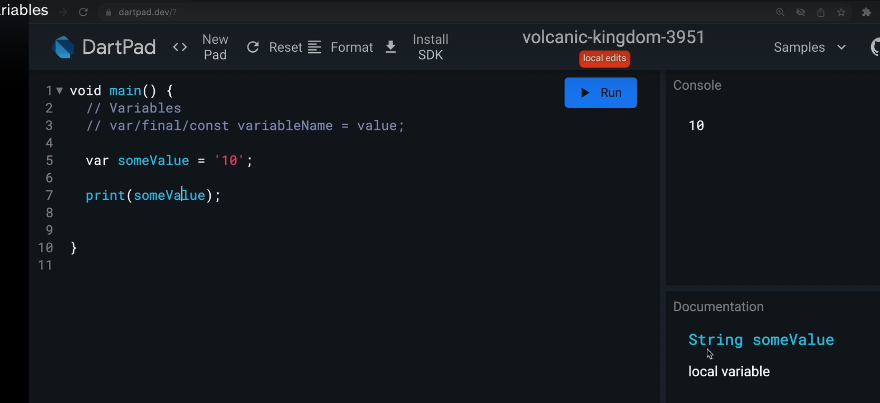 riables
dartpad.dev/?
DartPad
New Pad
Reset
Format
Install SDK
volcanic-kingdom-3951
local edits
Samples
1 void main() {
2 // Variables
3 // var/final/const variableName = value;
4
5 var someValue = '10';
6
7 print(someValue);
8
9
10 }
11
Run
Console
10
Documentation
String someValue
local variable